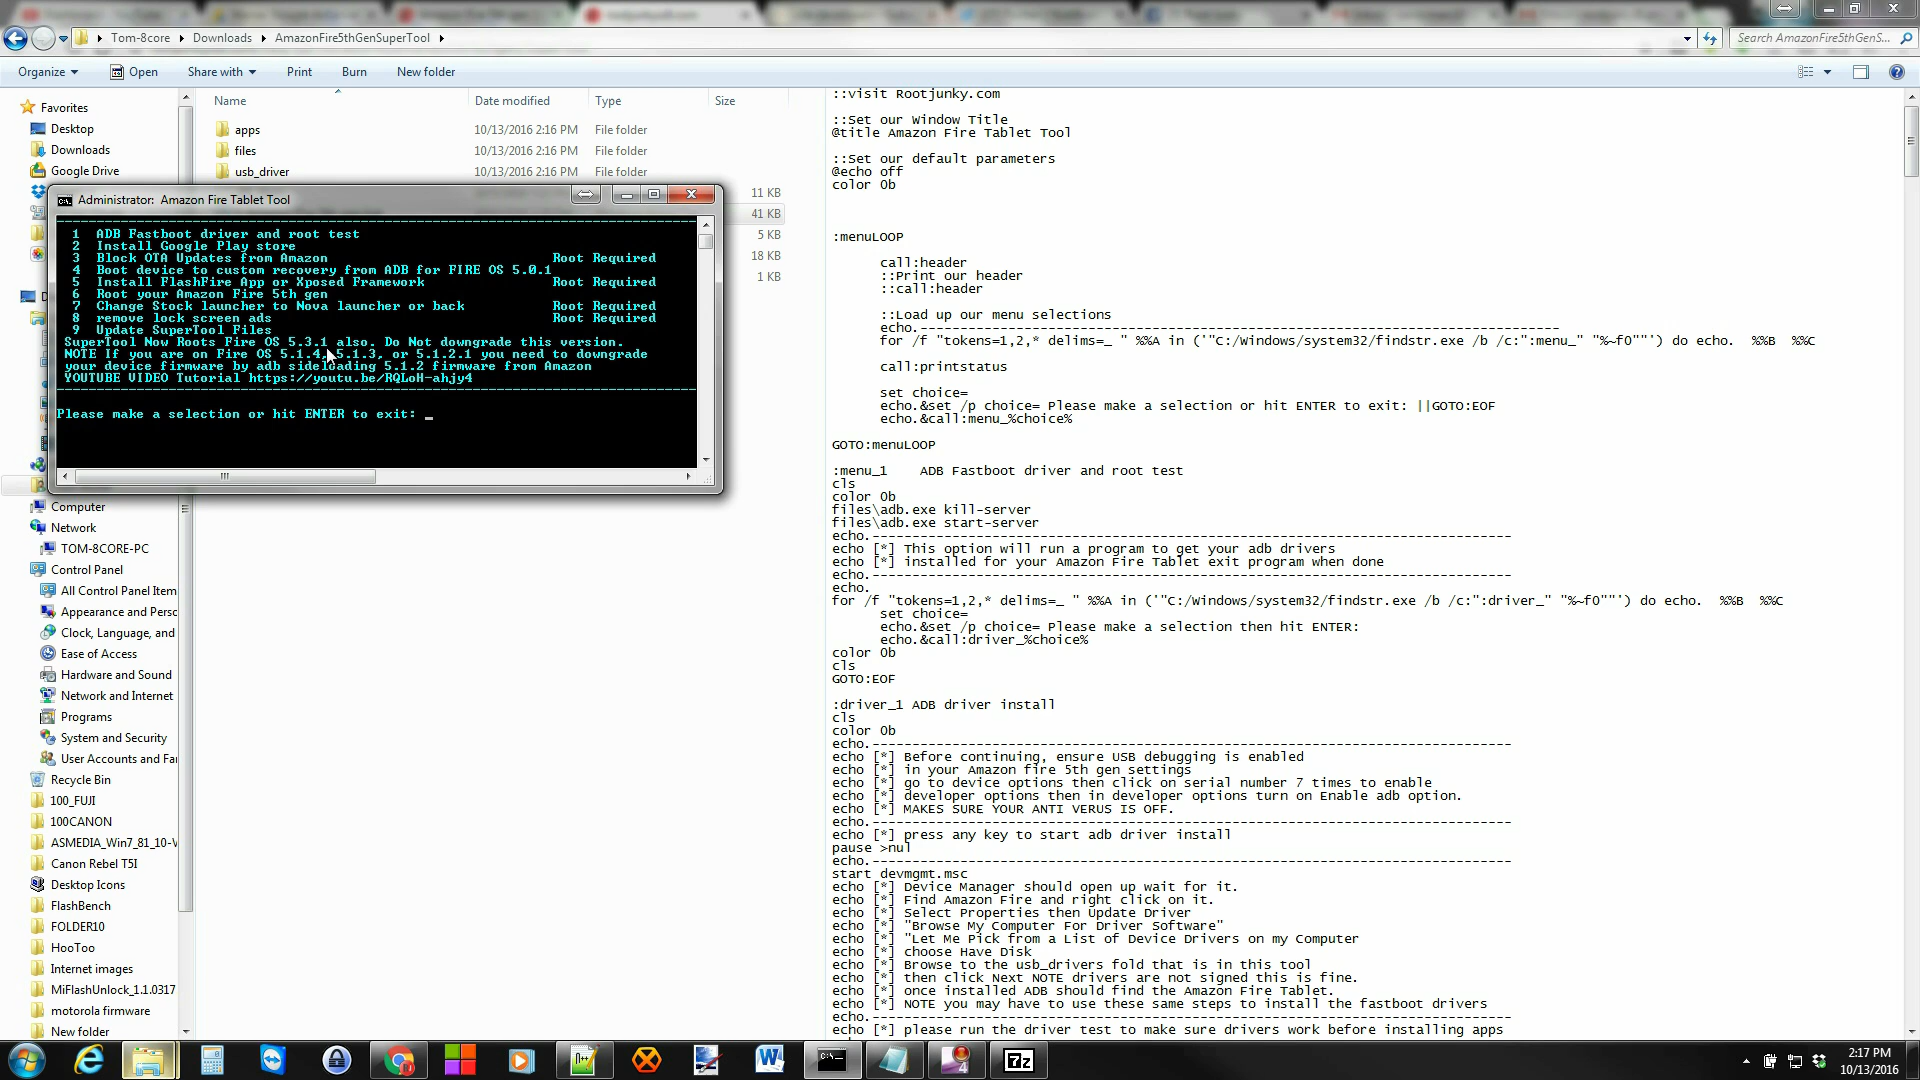 Tom-8core Downloads AmazonFire5thGenSuperTool
Search AmazonFire5thGenS...
Organize Open Share with Print Burn New folder
Name Date modified Type Size
Favorites
Desktop
Downloads
Google Drive
apps 10/13/2016 2:16 PM File folder
files 10/13/2016 2:16 PM File folder
usb_driver 10/13/2016 2:16 PM File folder
11 KB
41 KB
5 KB
18 KB
1 KB
Administrator: Amazon Fire Tablet Tool
1 ADB Fastboot driver and root test
2 Install Google Play store
3 Block OTA Updates from Amazon Root Required
4 Boot device to custom recovery from ADB for FIRE OS 5.0.1
5 Install FlashFire App or Xposed Framework Root Required
6 Root your Amazon Fire 5th gen
7 Change Stock launcher to Nova launcher or back Root Required
8 remove lock screen ads Root Required
9 Update SuperTool Files
SuperTool Now Roots Fire OS 5.3.1 also. Do Not downgrade this version.
NOTE If you are on Fire OS 5.1.4, 5.1.3, or 5.1.2.1 you need to downgrade
your device firmware by adb sideloading 5.1.2 firmware from Amazon
YOUTUBE VIDEO Tutorial https://youtu.be/RQLoH-ahjy4
Please make a selection or hit ENTER to exit: _
Computer
Network
TOM-8CORE-PC
Control Panel
All Control Panel Item
Appearance and Perso
Clock, Language, and
Ease of Access
Hardware and Sound
Network and Internet
Programs
System and Security
User Accounts and Fa
Recycle Bin
100_FUJI
100CANON
ASMEDIA_Win7_81_10-V
Canon Rebel T5I
Desktop Icons
FlashBench
FOLDER10
HooToo
Internet images
MiFlashUnlock_1.1.0317
motorola firmware
New folder
::visit Rootjunky.com
::Set our Window Title
@title Amazon Fire Tablet Tool
::Set our default parameters
@echo off
color 0b
:menuLOOP
call:header
::Print our header
::call:header
::Load up our menu selections
echo.--------------------------------------------------------------------------------
for /f "tokens=1,2,* delims=_ " %%A in ('"C:/Windows/system32/findstr.exe /b /c:":menu_" "%~f0""') do echo. %%B %%C
call:printstatus
set choice=
echo.&set /p choice= Please make a selection or hit ENTER to exit: ||GOTO:EOF
echo.&call:menu_%choice%
GOTO:menuLOOP
:menu_1 ADB Fastboot driver and root test
cls
color 0b
files\adb.exe kill-server
files\adb.exe start-server
echo.--------------------------------------------------------------------------------
echo [*] This option will run a program to get your adb drivers
echo [*] installed for your Amazon Fire Tablet exit program when done
echo.--------------------------------------------------------------------------------
echo.
for /f "tokens=1,2,* delims=_ " %%A in ('"C:/Windows/system32/findstr.exe /b /c:":driver_" "%~f0""') do echo. %%B %%C
set choice=
echo.&set /p choice= Please make a selection then hit ENTER:
echo.&call:driver_%choice%
color 0b
cls
GOTO:EOF
:driver_1 ADB driver install
cls
color 0b
echo.--------------------------------------------------------------------------------
echo [*] Before continuing, ensure USB debugging is enabled
echo [*] in your Amazon fire 5th gen settings
echo [*] go to device options then click on serial number 7 times to enable
echo [*] developer options then in developer options turn on Enable adb option.
echo [*] MAKES SURE YOUR ANTI VERUS IS OFF.
echo.--------------------------------------------------------------------------------
echo [*] press any key to start adb driver install
pause >nul
echo.--------------------------------------------------------------------------------
start devmgmt.msc
echo [*] Device Manager should open up wait for it.
echo [*] Find Amazon Fire and right click on it.
echo [*] Select Properties then Update Driver
echo [*] "Browse My Computer For Driver Software"
echo [*] "Let Me Pick from a List of Device Drivers on my Computer
echo [*] choose Have Disk
echo [*] Browse to the usb_drivers fold that is in this tool
echo [*] then click Next NOTE drivers are not signed this is fine.
echo [*] once installed ADB should find the Amazon Fire Tablet.
echo [*] NOTE you may have to use these same steps to install the fastboot drivers
echo.--------------------------------------------------------------------------------
echo [*] please run the driver test to make sure drivers work before installing apps
2:17 PM
10/13/2016